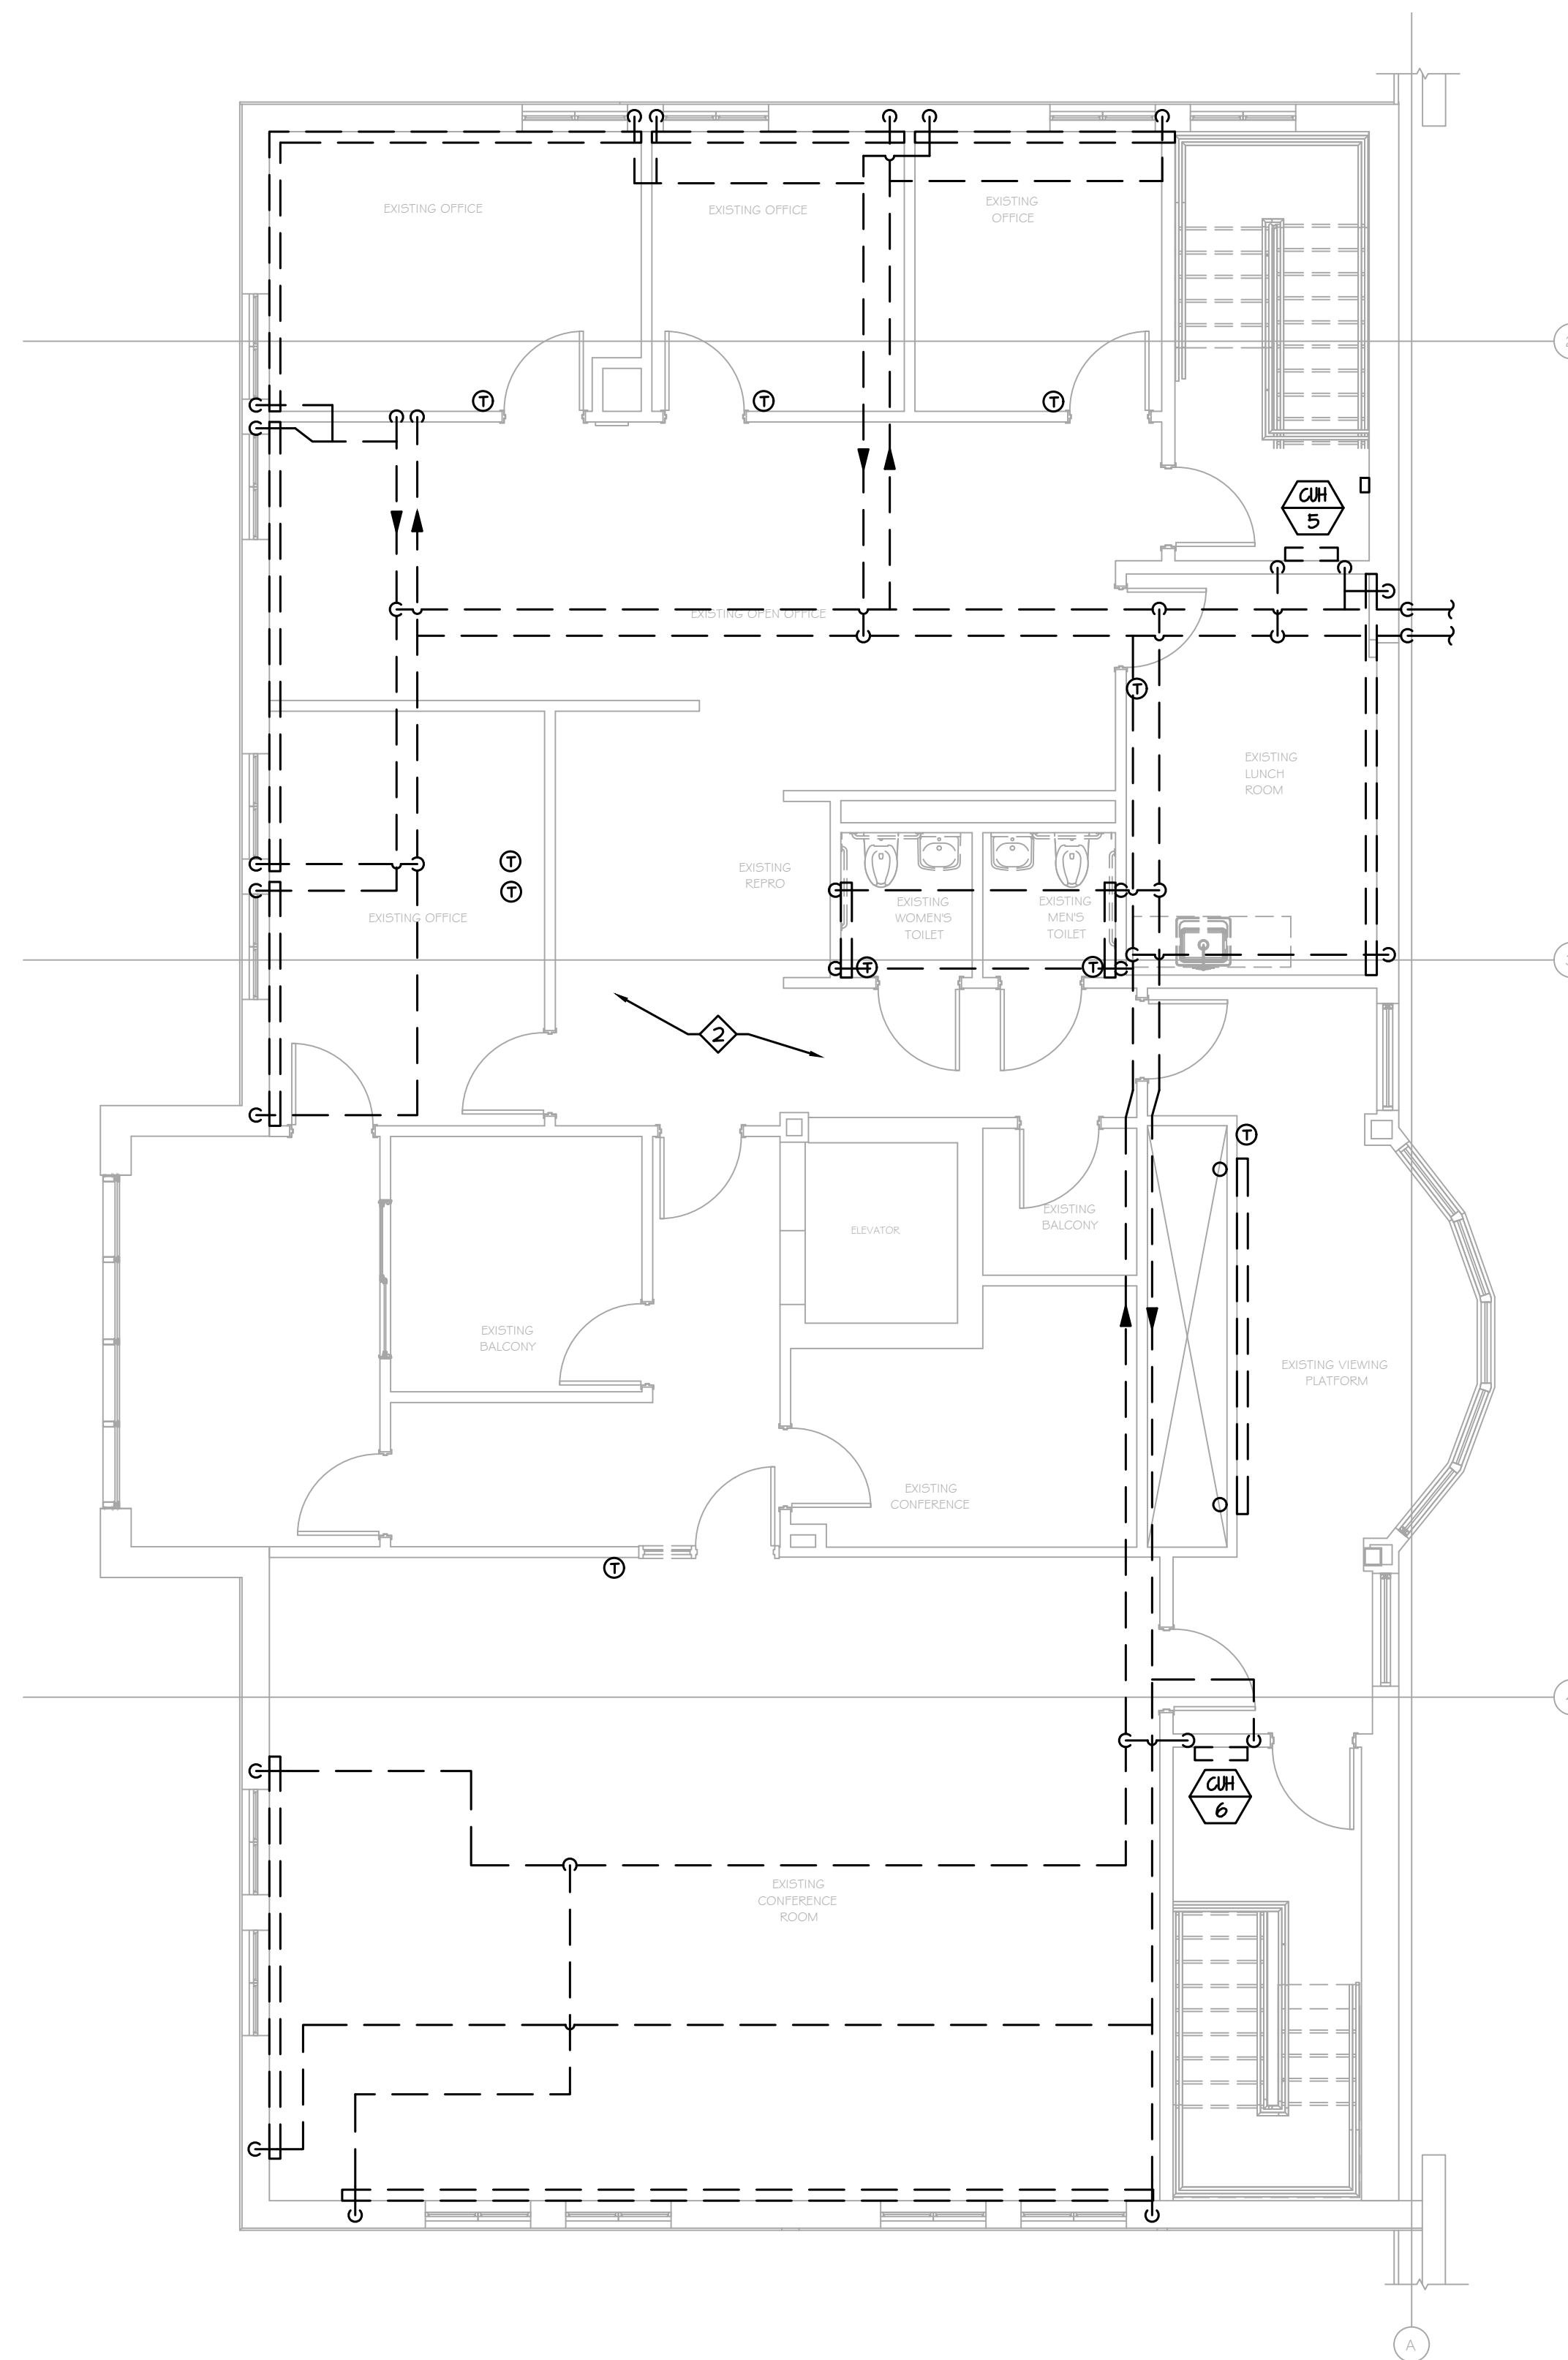 EXISTING OFFICE
EXISTING OFFICE
EXISTING
OFFICE
2
T
T
T
CUH
5
EXISTING OPEN OFFICE
T
EXISTING
LUNCH
ROOM
T
T
EXISTING
REPRO
EXISTING OFFICE
EXISTING
WOMEN'S
TOILET
EXISTING
MEN'S
TOILET
T
T
3
2
T
EXISTING
BALCONY
ELEVATOR
EXISTING
BALCONY
EXISTING VIEWING
PLATFORM
EXISTING
CONFERENCE
T
CUH
6
EXISTING
CONFERENCE
ROOM
A